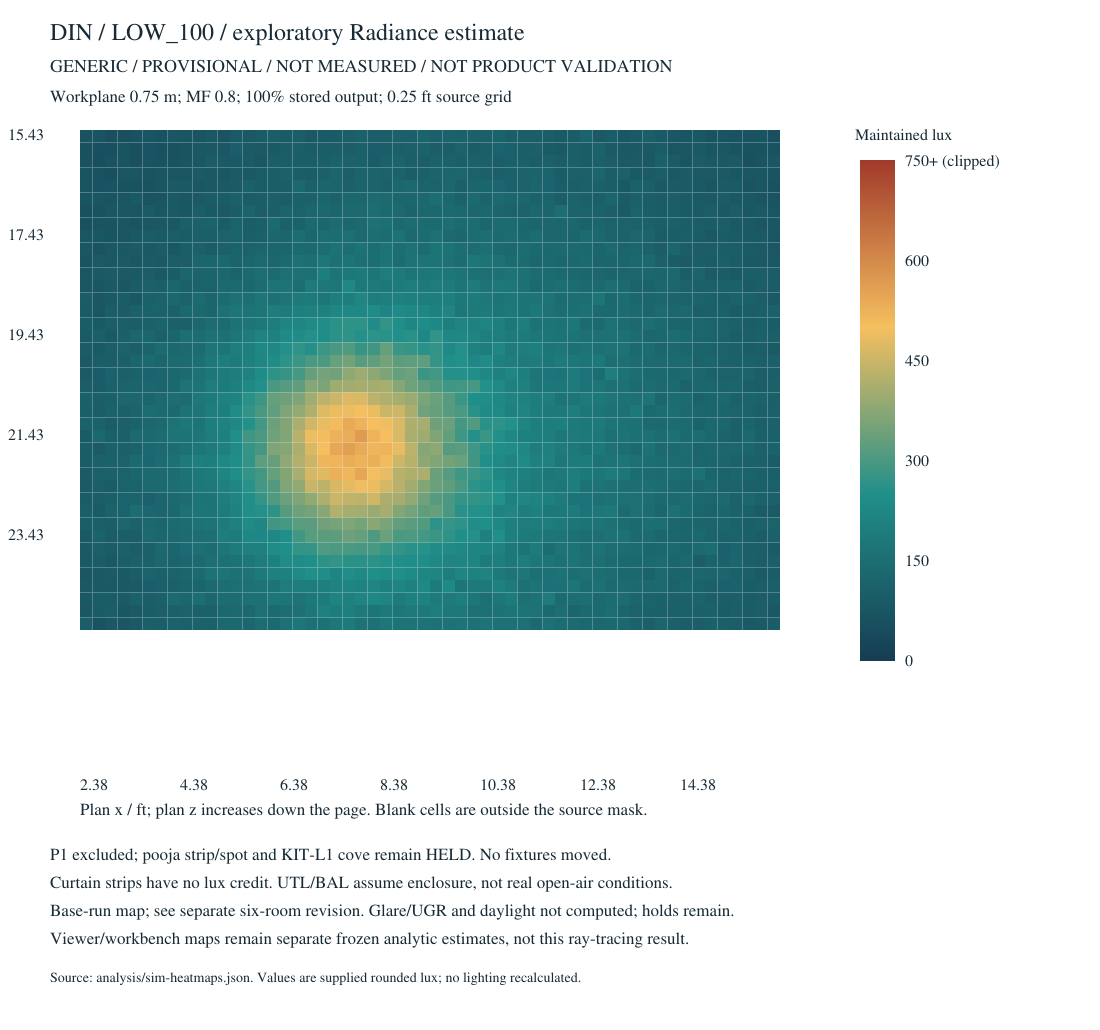 DIN / LOW_100 / exploratory Radiance estimate
GENERIC / PROVISIONAL / NOT MEASURED / NOT PRODUCT VALIDATION
Workplane 0.75 m; MF 0.8; 100% stored output; 0.25 ft source grid
15.43
17.43
19.43
21.43
23.43
Maintained lux
750+ (clipped)
600
450
300
150
0
2.38 4.38 6.38 8.38 10.38 12.38 14.38
Plan x / ft; plan z increases down the page. Blank cells are outside the source mask.
P1 excluded; pooja strip/spot and KIT-L1 cove remain HELD. No fixtures moved.
Curtain strips have no lux credit. UTL/BAL assume enclosure, not real open-air conditions.
Base-run map; see separate six-room revision. Glare/UGR and daylight not computed; holds remain.
Viewer/workbench maps remain separate frozen analytic estimates, not this ray-tracing result.
Source: analysis/sim-heatmaps.json. Values are supplied rounded lux; no lighting recalculated.